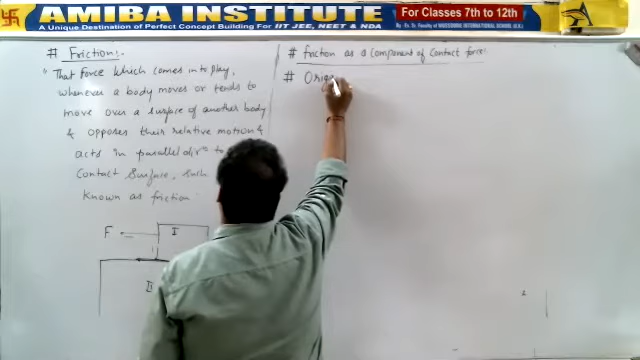 AMIBA INSTITUTE
A Unique Destination of Perfect Concept Building For IIT JEE, NEET & NDA
For Classes 7th to 12th
# Friction:-
" That force which comes into play,
whenever a body moves or tends to
move over a surface of another body
& opposes their relative motion &
acts in parallel dirⁿ to
contact surface, such
known as friction
F
I
II
# friction as a component of contact force
# Orig